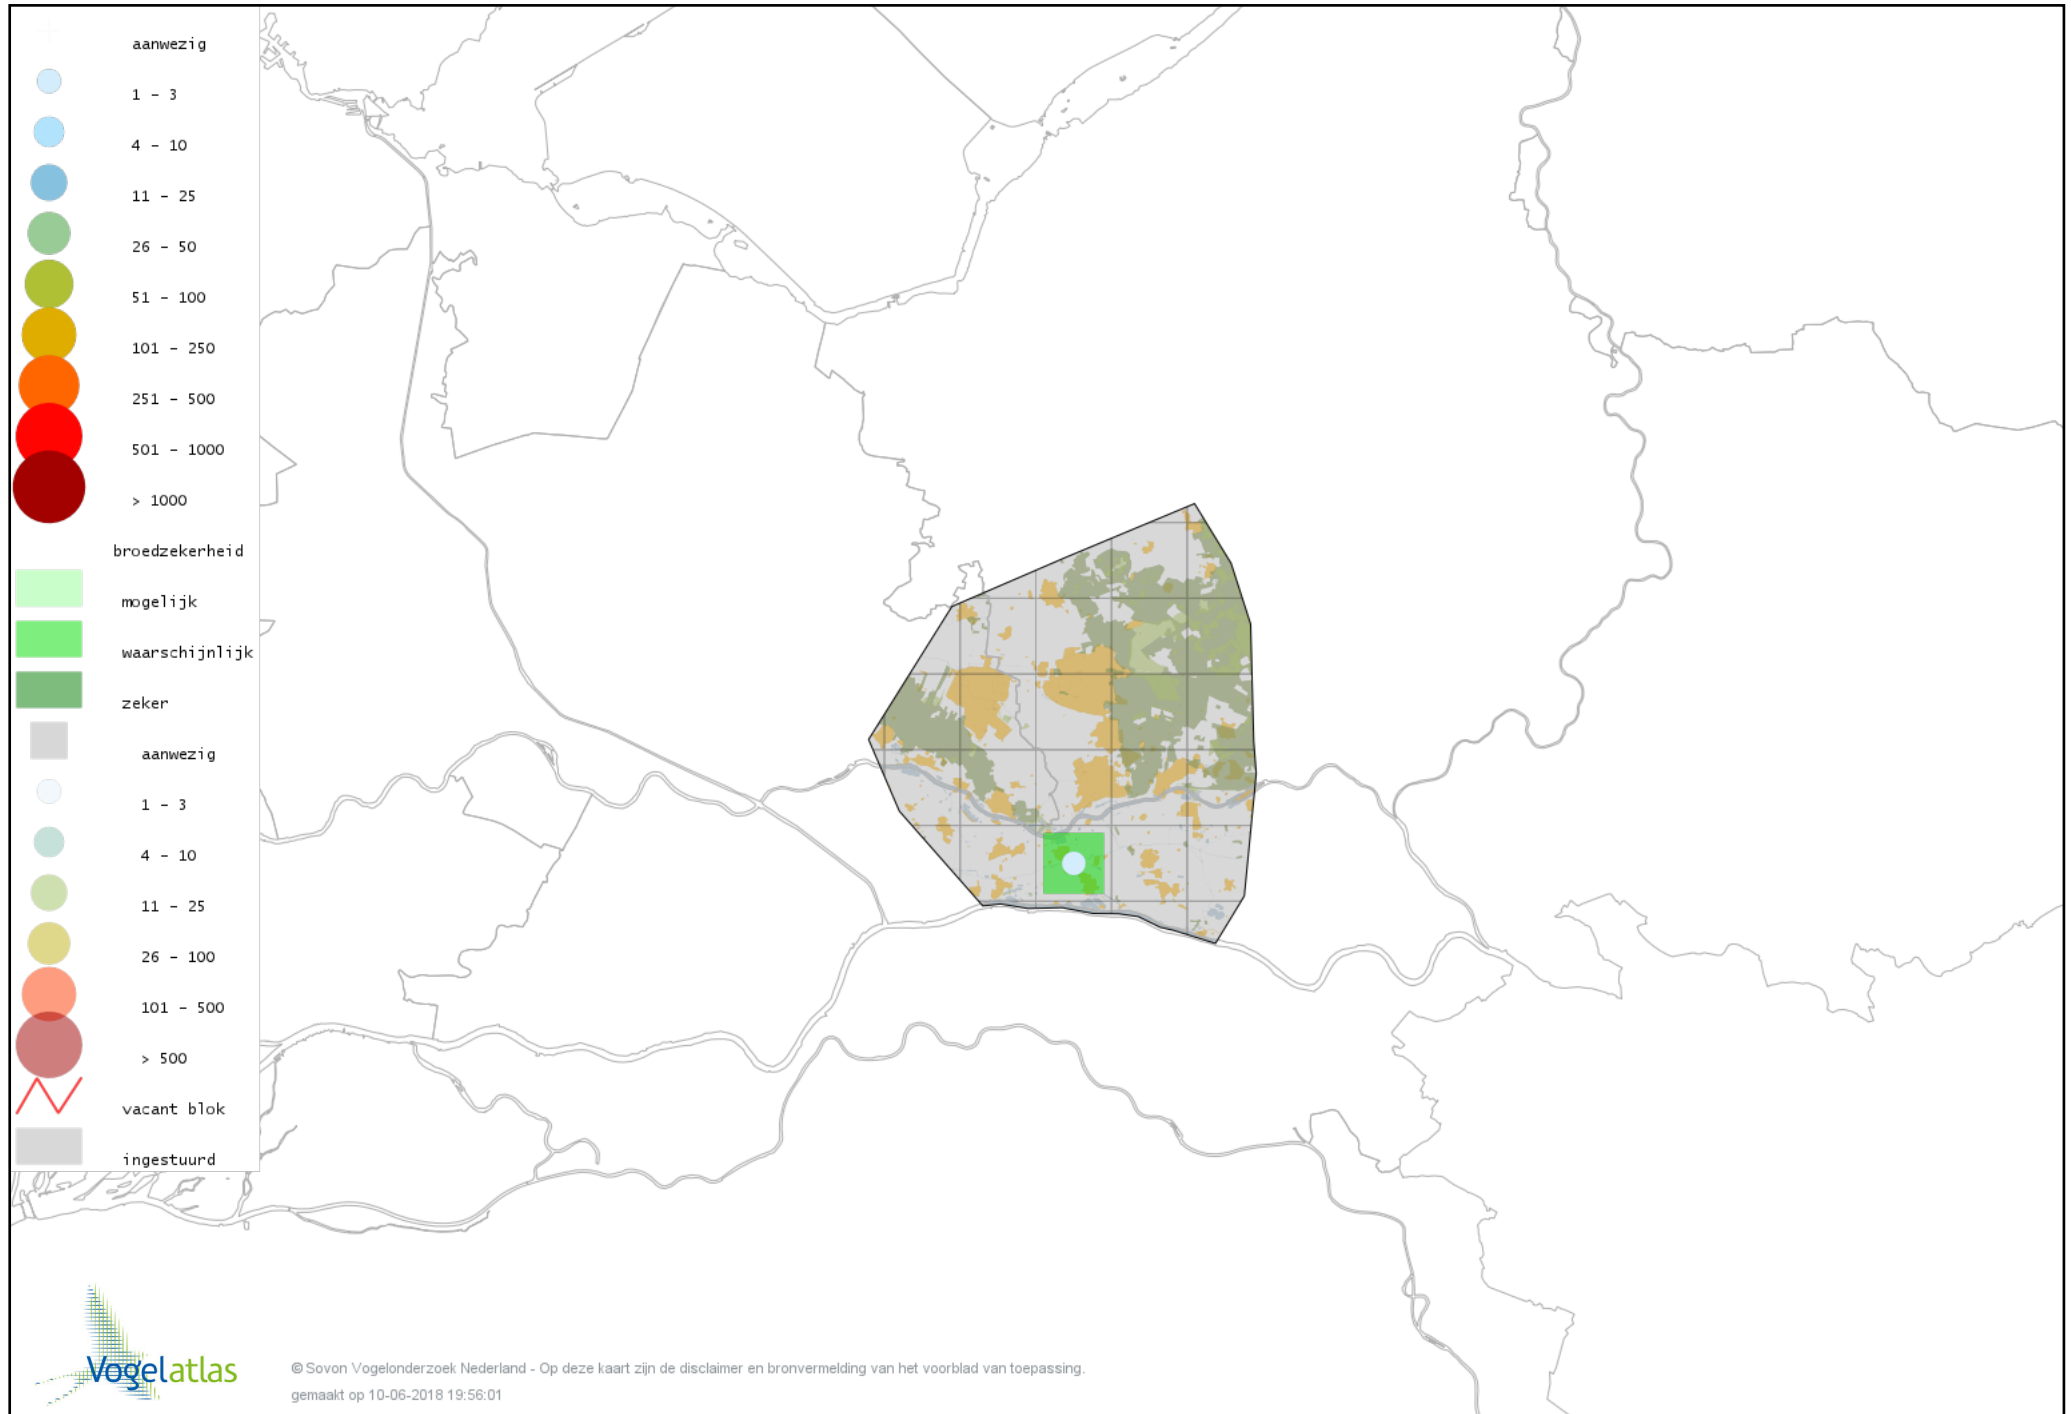 aanwezig
1 - 3
4 - 10
11 - 25
26 - 50
51 - 100
101 - 250
251 - 500
501 - 1000
> 1000
broedzekerheid
mogelijk
waarschijnlijk
zeker
aanwezig
1 - 3
4 - 10
11 - 25
26 - 100
101 - 500
> 500
vacant blok
ingestuurd
Vogelatlas
© Sovon Vogelonderzoek Nederland - Op deze kaart zijn de disclaimer en bronvermelding van het voorblad van toepassing.
gemaakt op 10-06-2018 19:56:01